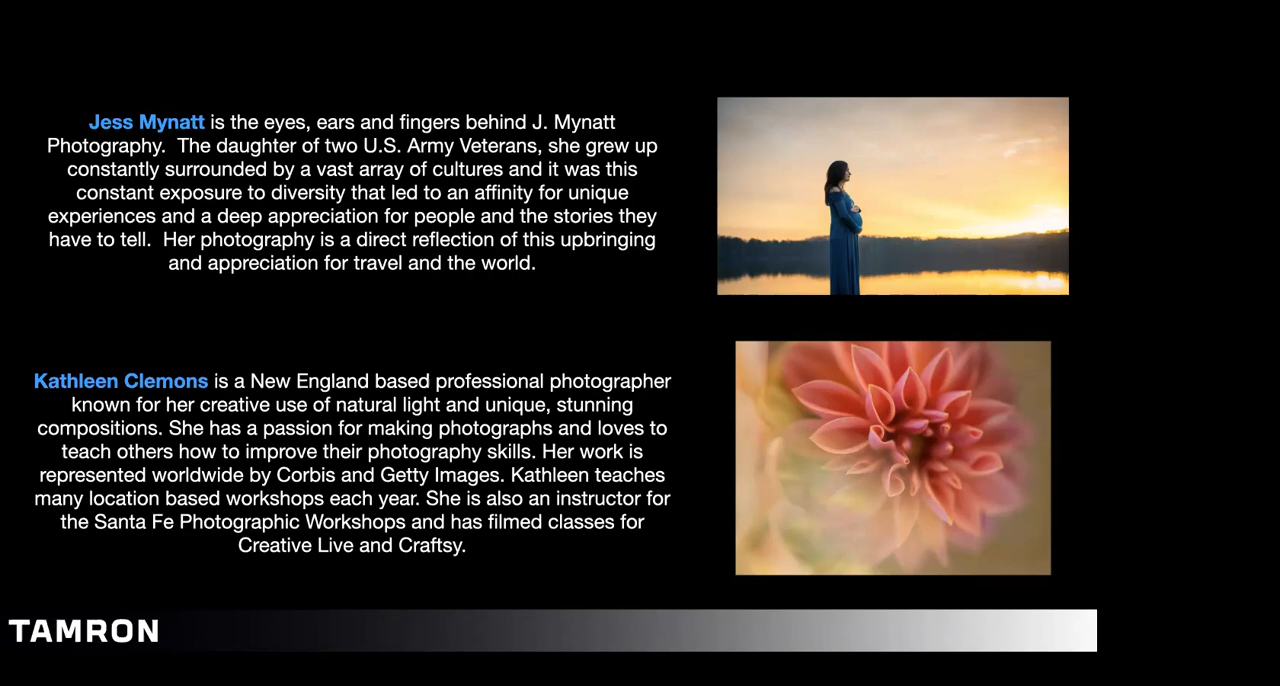 Jess Mynatt is the eyes, ears and fingers behind J. Mynatt
Photography.  The daughter of two U.S. Army Veterans, she grew up
constantly surrounded by a vast array of cultures and it was this
constant exposure to diversity that led to an affinity for unique
experiences and a deep appreciation for people and the stories they
have to tell.  Her photography is a direct reflection of this upbringing
and appreciation for travel and the world.
Kathleen Clemons is a New England based professional photographer
known for her creative use of natural light and unique, stunning
compositions. She has a passion for making photographs and loves to
teach others how to improve their photography skills. Her work is
represented worldwide by Corbis and Getty Images. Kathleen teaches
many location based workshops each year. She is also an instructor for
the Santa Fe Photographic Workshops and has filmed classes for
Creative Live and Craftsy.
TAMRON